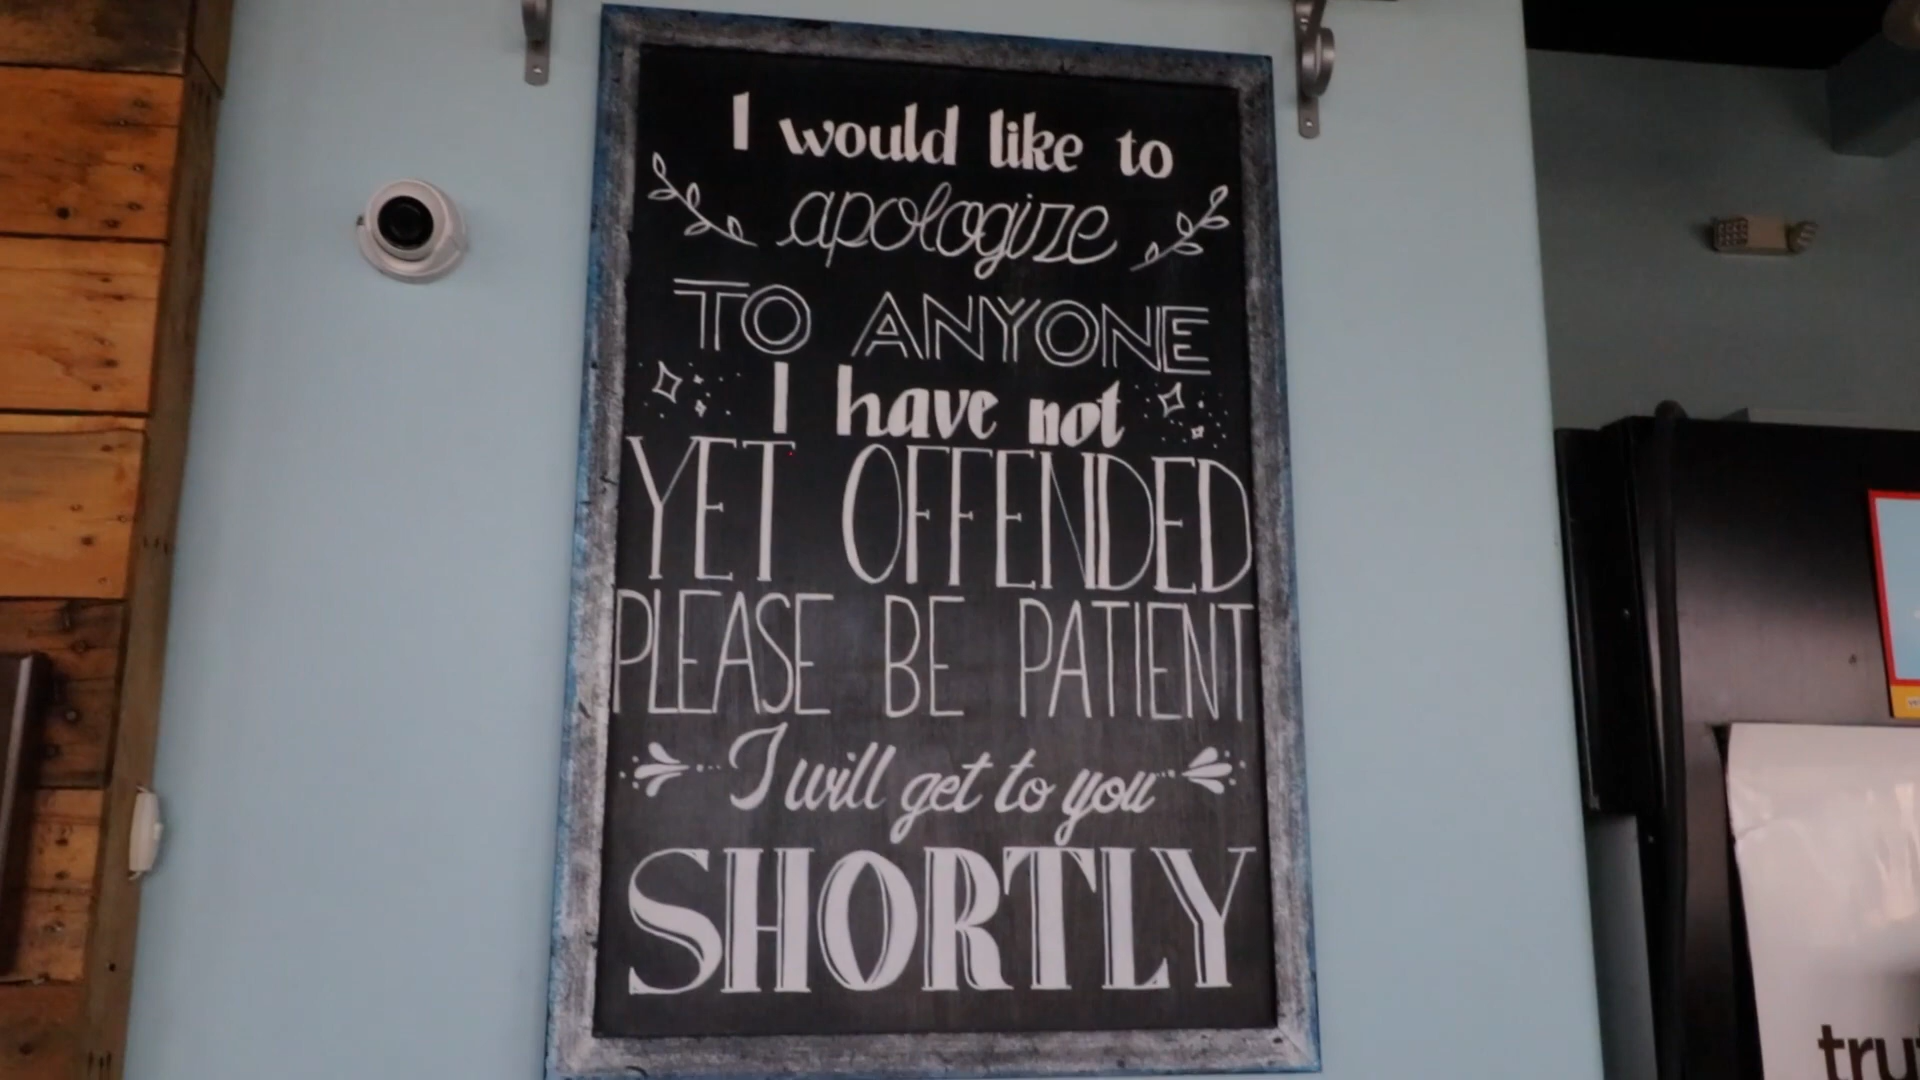 I would like to
apologize
TO ANYONE
I have not
YET OFFENDED
PLEASE BE PATIENT
I will get to you
SHORTLY